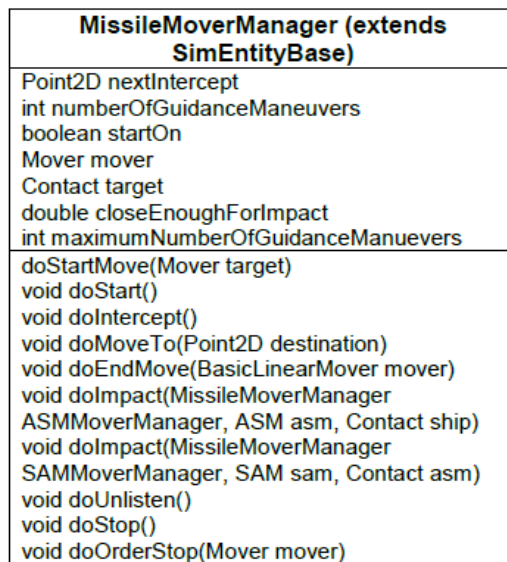 MissileMoverManager (extends
SimEntityBase)
Point2D nextIntercept
int numberOfGuidanceManeuvers
boolean startOn
Mover mover
Contact target
double closeEnoughForImpact
int maximumNumberOfGuidanceManuevers
doStartMove(Mover target)
void doStart()
void doIntercept()
void doMoveTo(Point2D destination)
void doEndMove(BasicLinearMover mover)
void doImpact(MissileMoverManager
ASMMoverManager, ASM asm, Contact ship)
void doImpact(MissileMoverManager
SAMMoverManager, SAM sam, Contact asm)
void doUnlisten()
void doStop()
void doOrderStop(Mover mover)